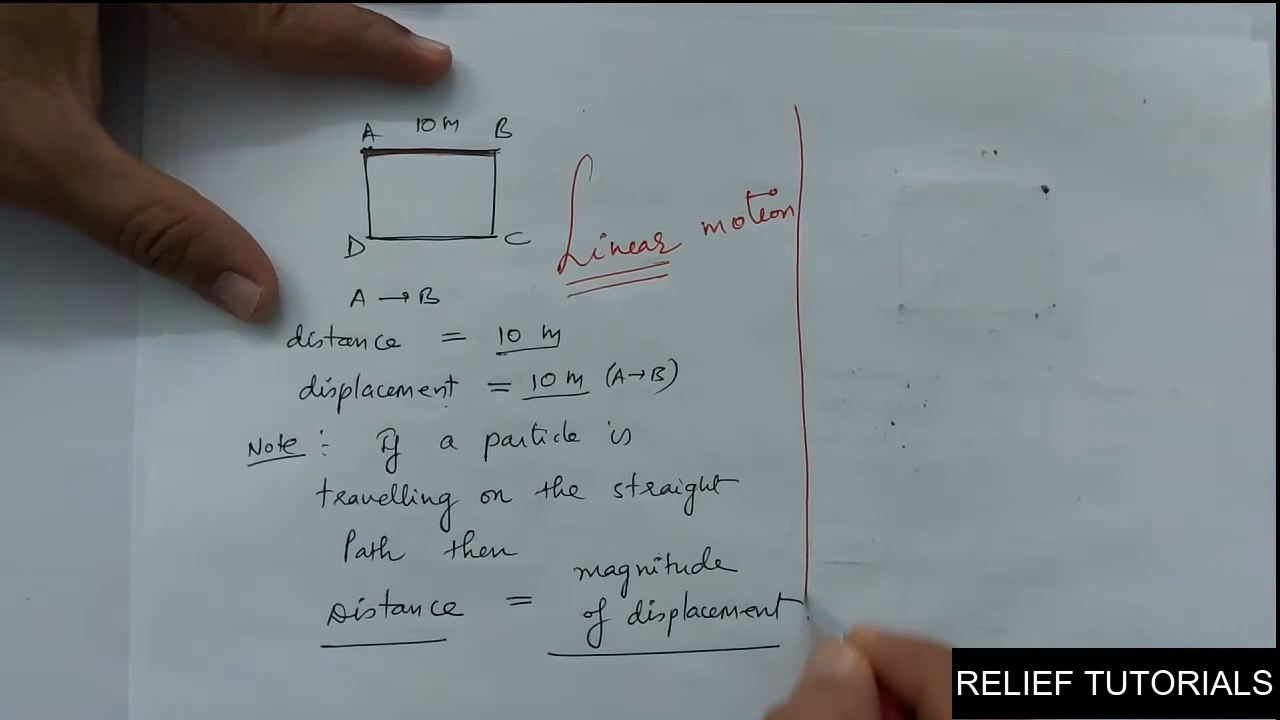 A 10 m B
D C
Linear motion
A → B
distance = 10 m
displacement = 10 m (A→B)
Note :- If a particle is
travelling on the straight
Path then
Distance = magnitude
of displacement
RELIEF TUTORIALS